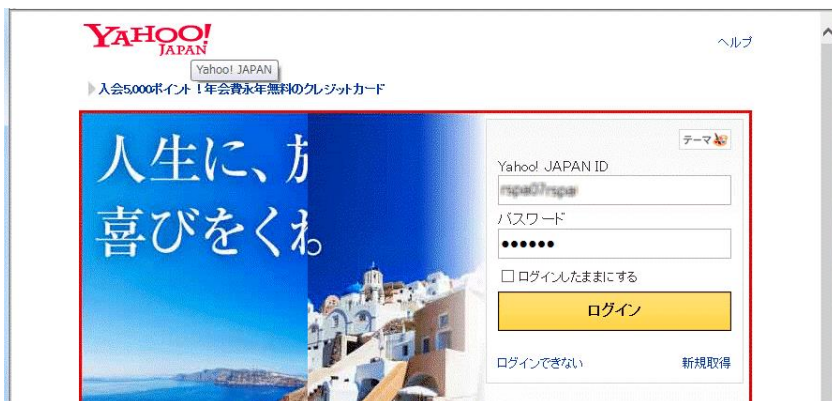 YAHOO!
JAPAN
ヘルプ
Yahoo! JAPAN
入会5,000ポイント！年会費永年無料のクレジットカード
人生に、
喜びをくわ
テーマ
Yahoo! JAPAN ID
パスワード
••••••
ログインしたままにする
ログイン
ログインできない
新規取得